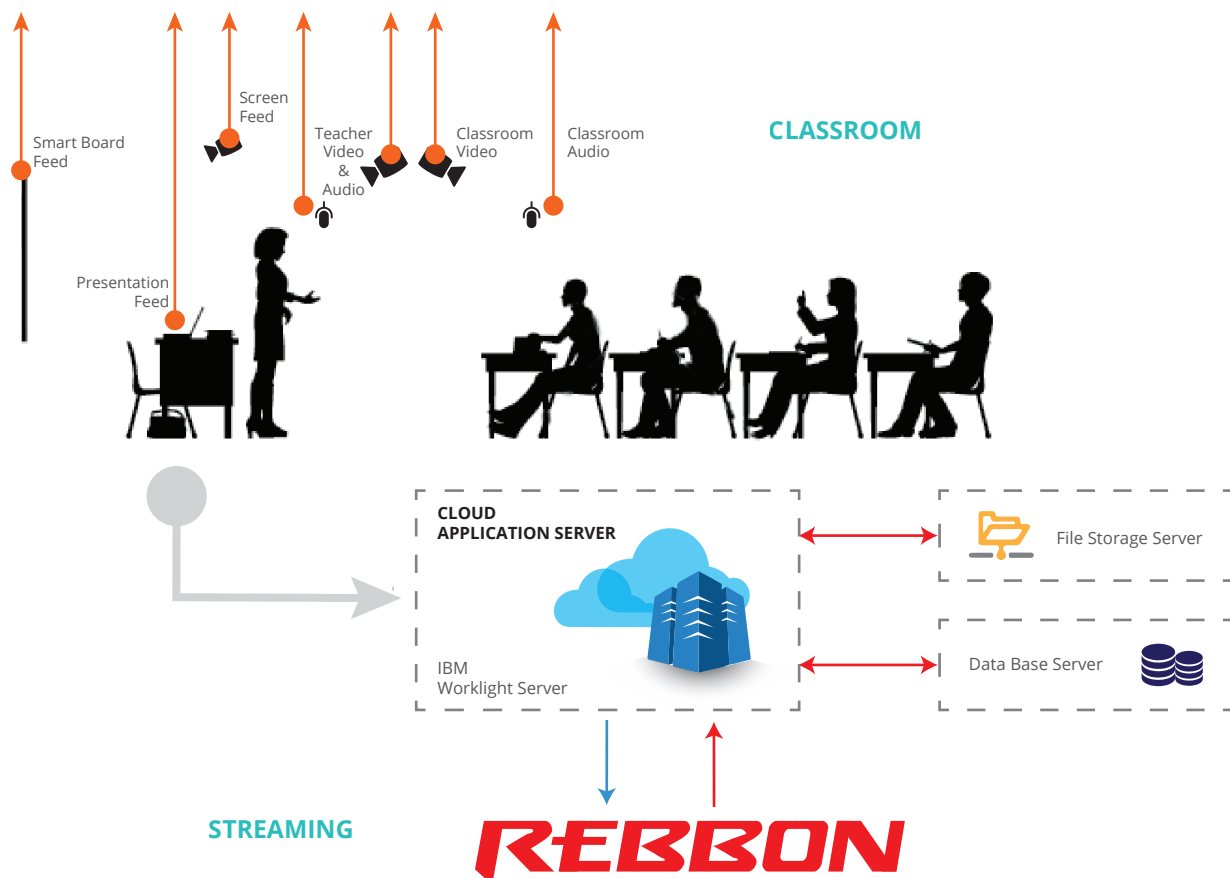 Screen
Feed
CLASSROOM
Smart Board
Feed
Teacher
Video
&
Audio
Classroom
Video
Classroom
Audio
Presentation
Feed
CLOUD
APPLICATION SERVER
IBM
Worklight Server
File Storage Server
Data Base Server
STREAMING
REBBON